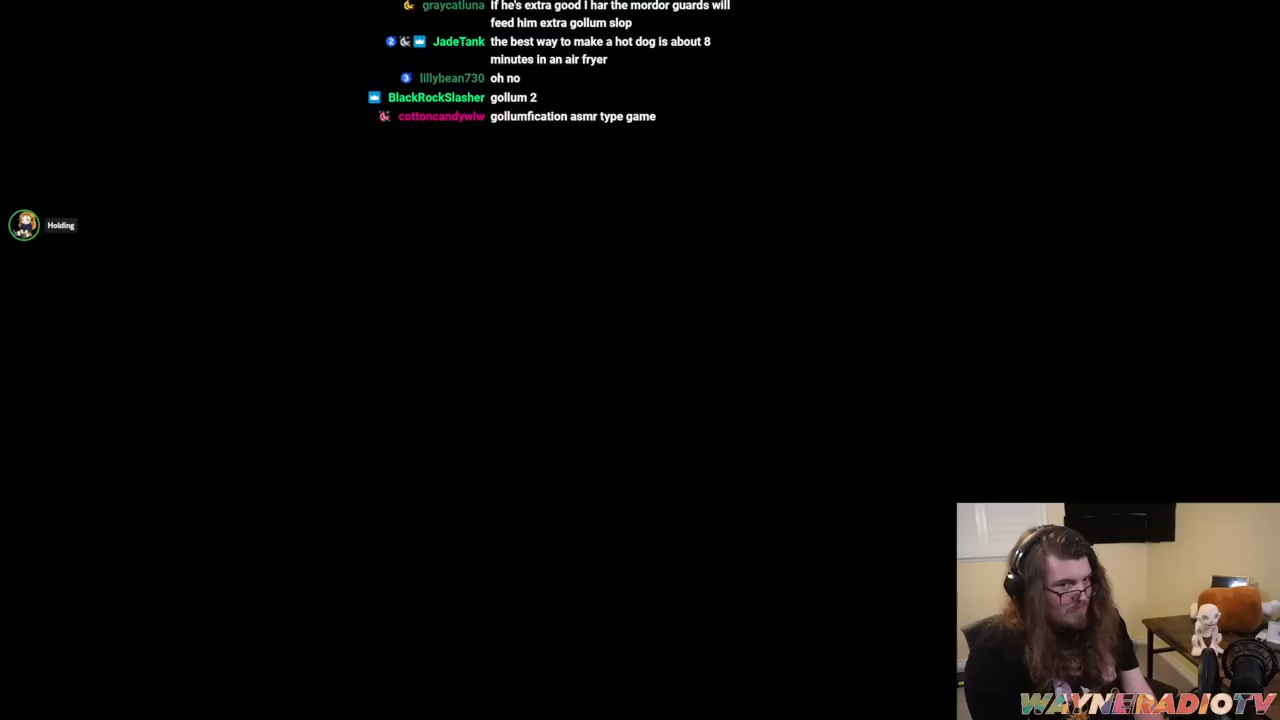 graycatluna If he's extra good I har the mordor guards will
feed him extra gollum slop
2 JadeTank the best way to make a hot dog is about 8
minutes in an air fryer
3 lillybean730 oh no
BlackRockSlasher gollum 2
cottoncandywlw gollumfication asmr type game
Holding
WAYNERADIOTV